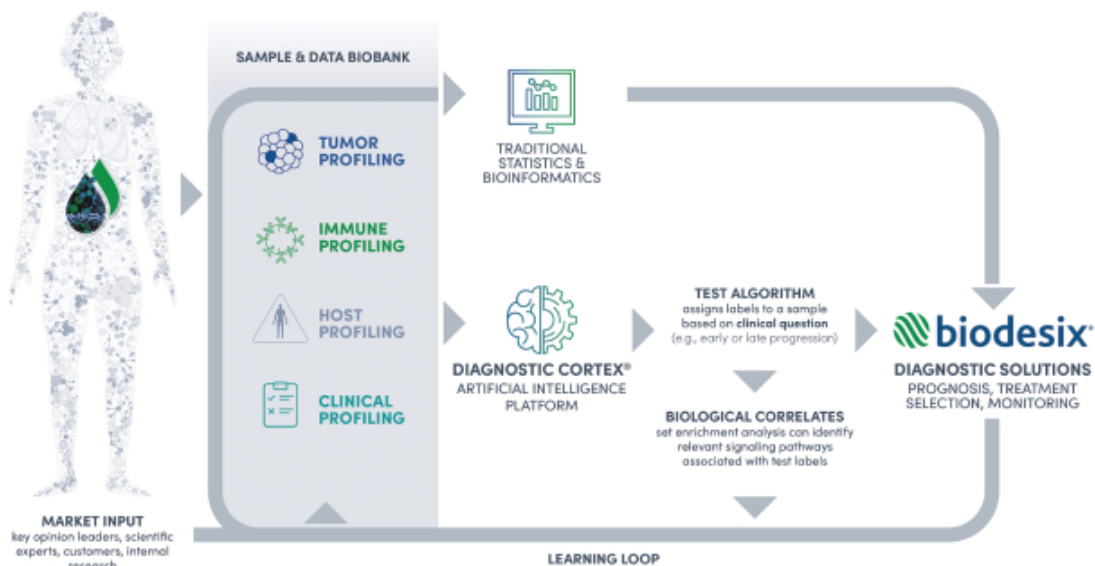 SAMPLE & DATA BIOBANK
TUMOR
PROFILING
IMMUNE
PROFILING
HOST
PROFILING
CLINICAL
PROFILING
TRADITIONAL
STATISTICS &
BIOINFORMATICS
DIAGNOSTIC CORTEX®
ARTIFICIAL INTELLIGENCE
PLATFORM
TEST ALGORITHM
assigns labels to a sample
based on clinical question
(e.g., early or late progression)
BIOLOGICAL CORRELATES
set enrichment analysis can identify
relevant signaling pathways
associated with test labels
biodesix®
DIAGNOSTIC SOLUTIONS
PROGNOSIS, TREATMENT
SELECTION, MONITORING
MARKET INPUT
key opinion leaders, scientific
experts, customers, internal
research
LEARNING LOOP